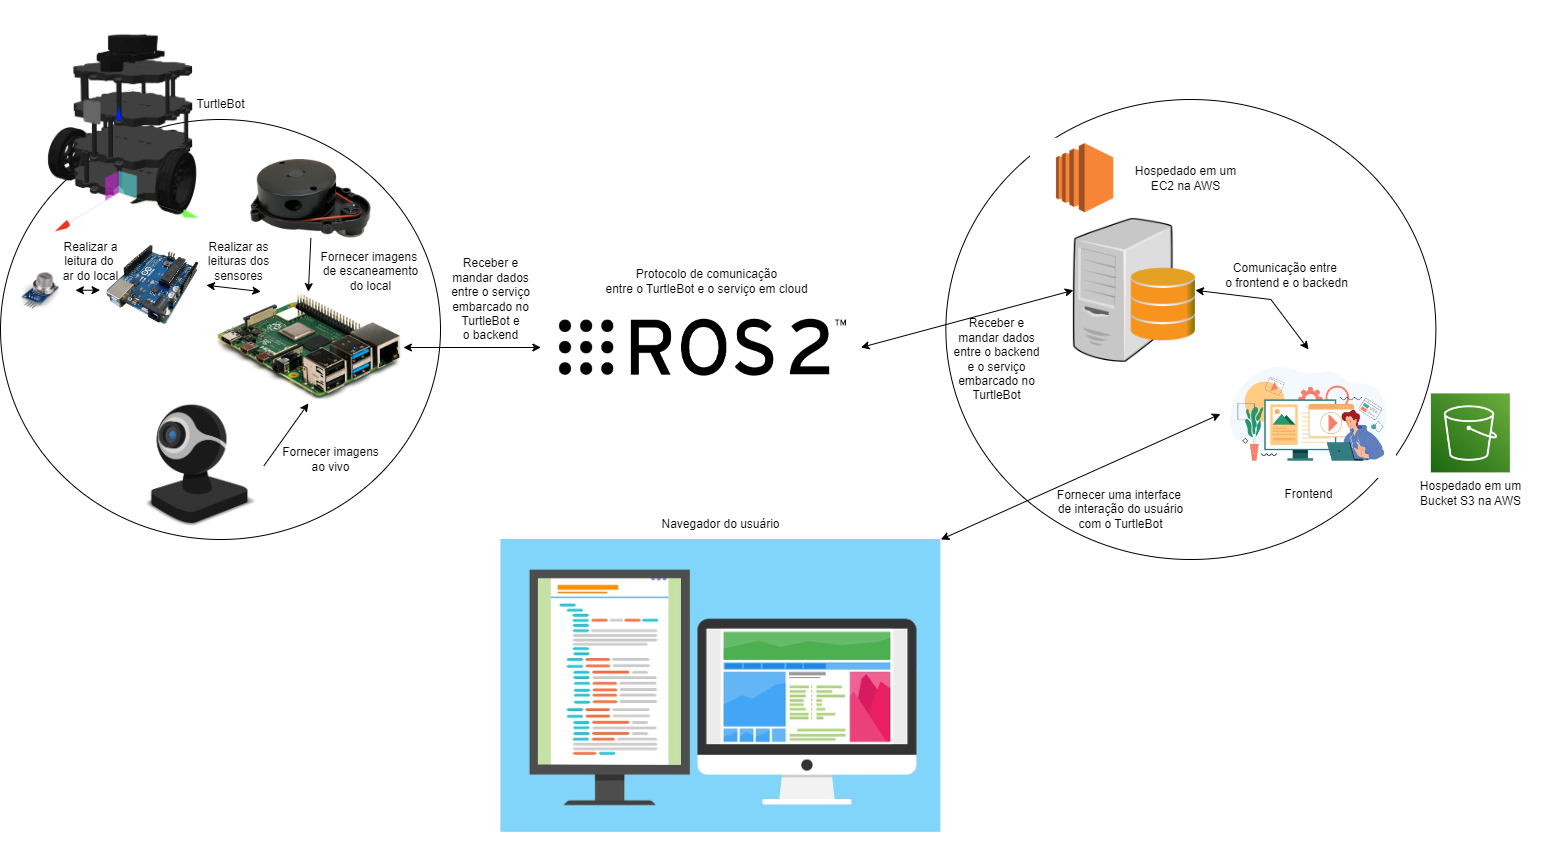 TurtleBot
Realizar a
leitura do
ar do local
Realizar as
leituras dos
sensores
Fornecer imagens
de escaneamento
do local
Fornecer imagens
ao vivo
Receber e
mandar dados
entre o serviço
embarcado no
TurtleBot e
o backend
Protocolo de comunicação
entre o TurtleBot e o serviço em cloud
ROS 2™
Receber e
mandar dados
entre o backend
e o serviço
embarcado no
TurtleBot
Hospedado em um
EC2 na AWS
Comunicação entre
o frontend e o backedn
Frontend
Hospedado em um
Bucket S3 na AWS
Fornecer uma interface
de interação do usuário
com o TurtleBot
Navegador do usuário